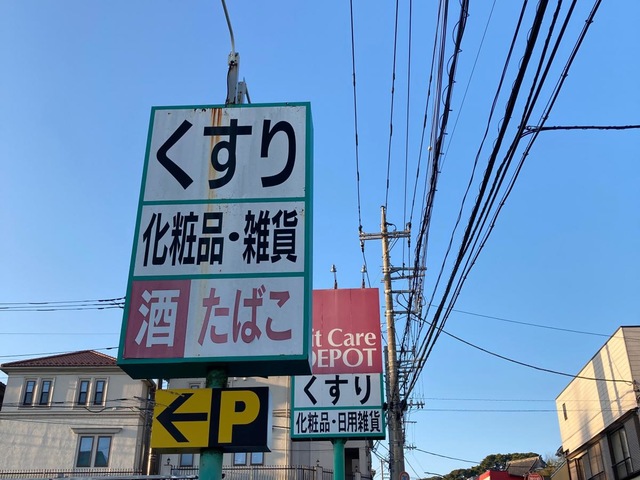 くすり
化粧品・雑貨
酒 たばこ
P
it Care
DEPOT
くすり
化粧品・日用雑貨